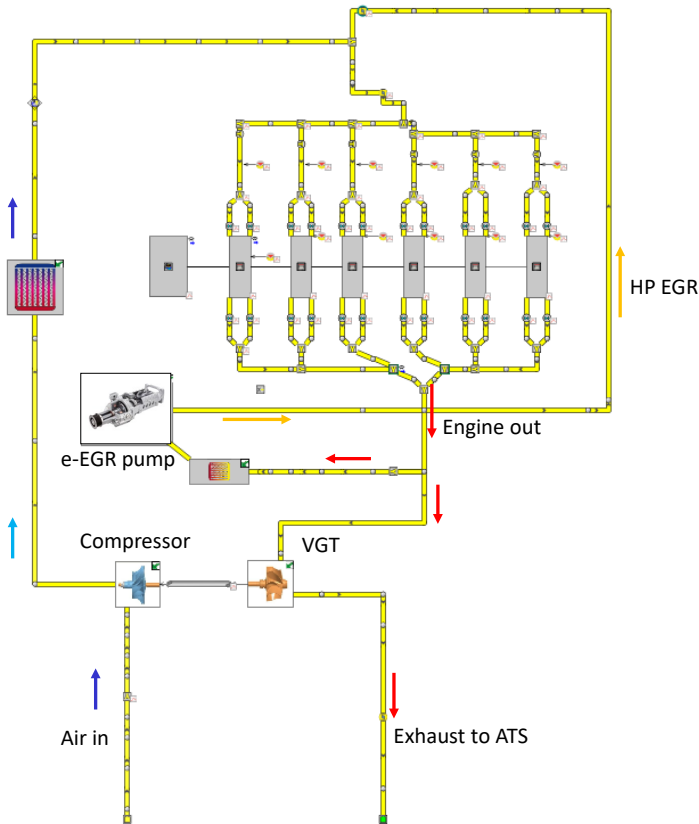 HP EGR
Engine out
e-EGR pump
Compressor
VGT
Air in
Exhaust to ATS